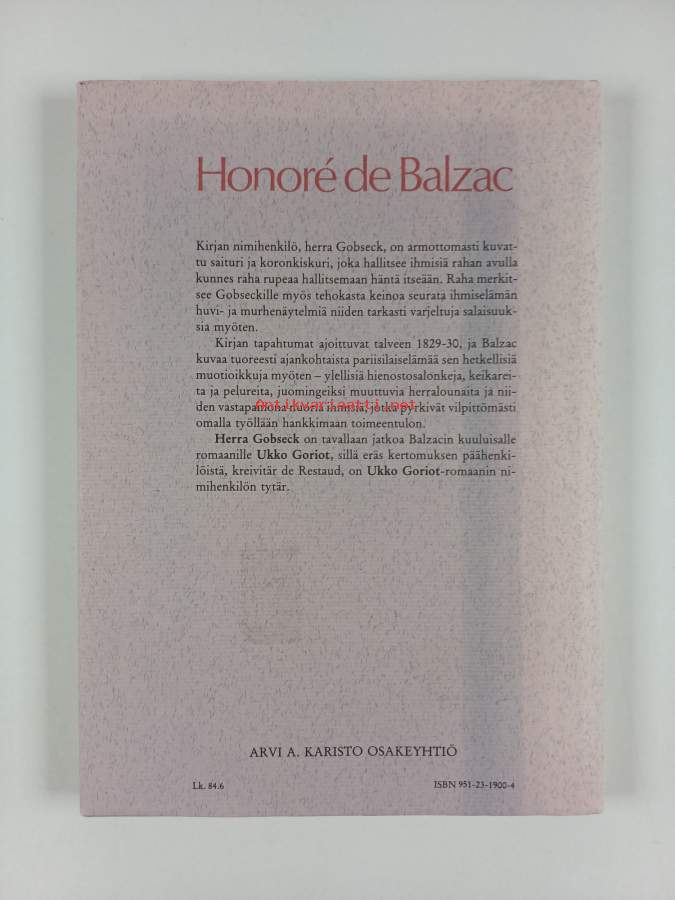 Honoré de Balzac
Kirjan nimihenkilö, herra Gobseck, on armottomasti kuvat-
tu saituri ja koronkiskuri, joka hallitsee ihmisiä rahan avulla
kunnes raha rupeaa hallitsemaan häntä itseään. Raha merkit-
see Gobseckille myös tehokasta keinoa seurata ihmiselämän
huvi- ja murhenäytelmiä niiden tarkasti varjeltuja salaisuuk-
sia myöten.
Kirjan tapahtumat ajoittuvat talveen 1829-30, ja Balzac
kuvaa tuoreesti ajankohtaista pariisilaiselämää sen hetkellisiä
muotioikkuja myöten – ylellisiä hienostosalonkeja, keikarei-
ta ja pelureita, juomingeiksi muuttuvia herralounaita ja nii-
den vastapainona nuoria ihmisiä, jotka pyrkivät vilpittömästi
Antikvariaatti.net
omalla työllään hankkimaan toimeentulon.
Herra Gobseck on tavallaan jatkoa Balzacin kuuluisalle
romaanille Ukko Goriot, sillä eräs kertomuksen päähenki-
löistä, kreivitär de Restaud, on Ukko Goriot-romaanin ni-
mihenkilön tytär.
ARVI A. KARISTO OSAKEYHTIÖ
Lk. 84.6
ISBN 951-23-1900-4